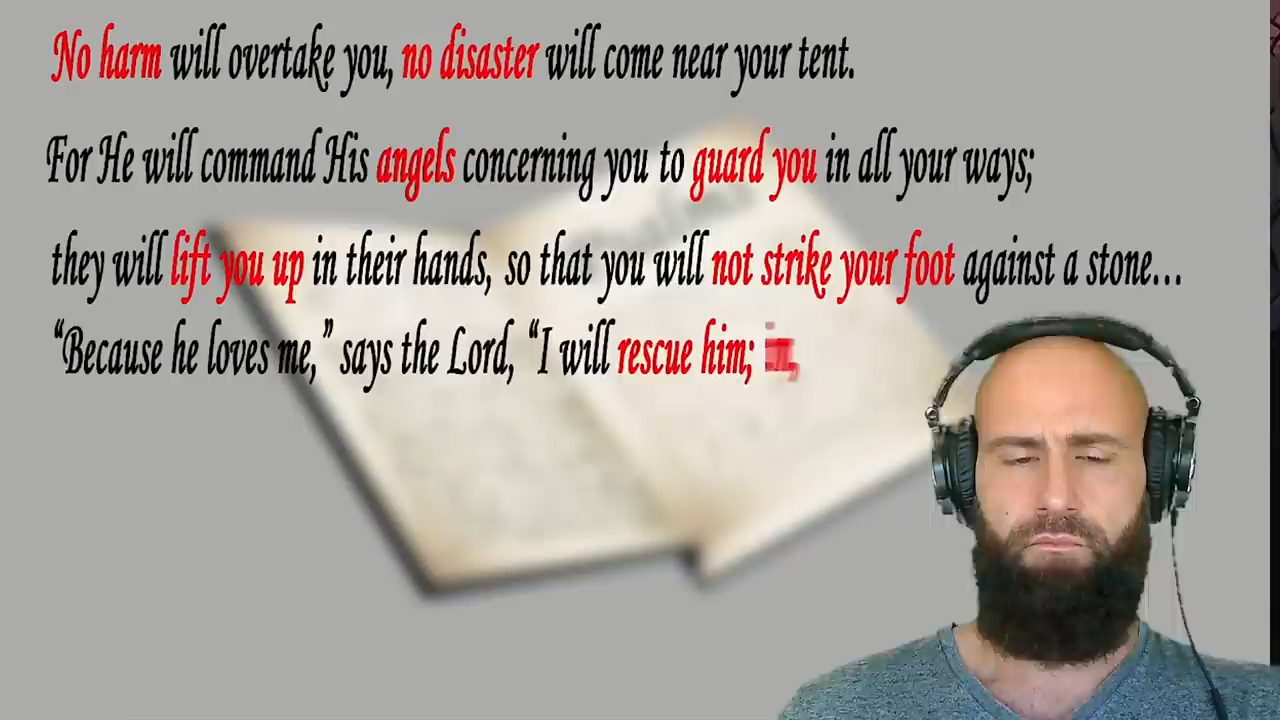 No harm will overtake you, no disaster will come near your tent.
For He will command His angels concerning you to guard you in all your ways;
they will lift you up in their hands, so that you will not strike your foot against a stone...
“Because he loves me,” says the Lord, “I will rescue him;